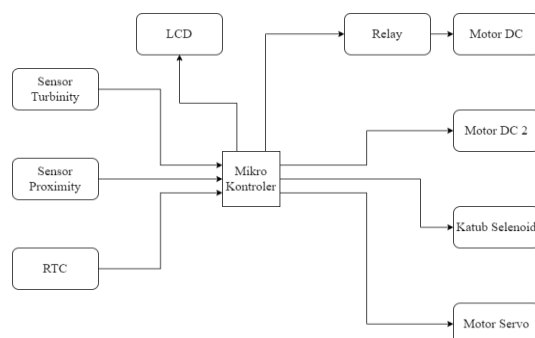 LCD
Relay
Motor DC
Sensor
Turbinity
Motor DC 2
Mikro
Kontroler
Sensor
Proximity
Katub Selenoid
RTC
Motor Servo